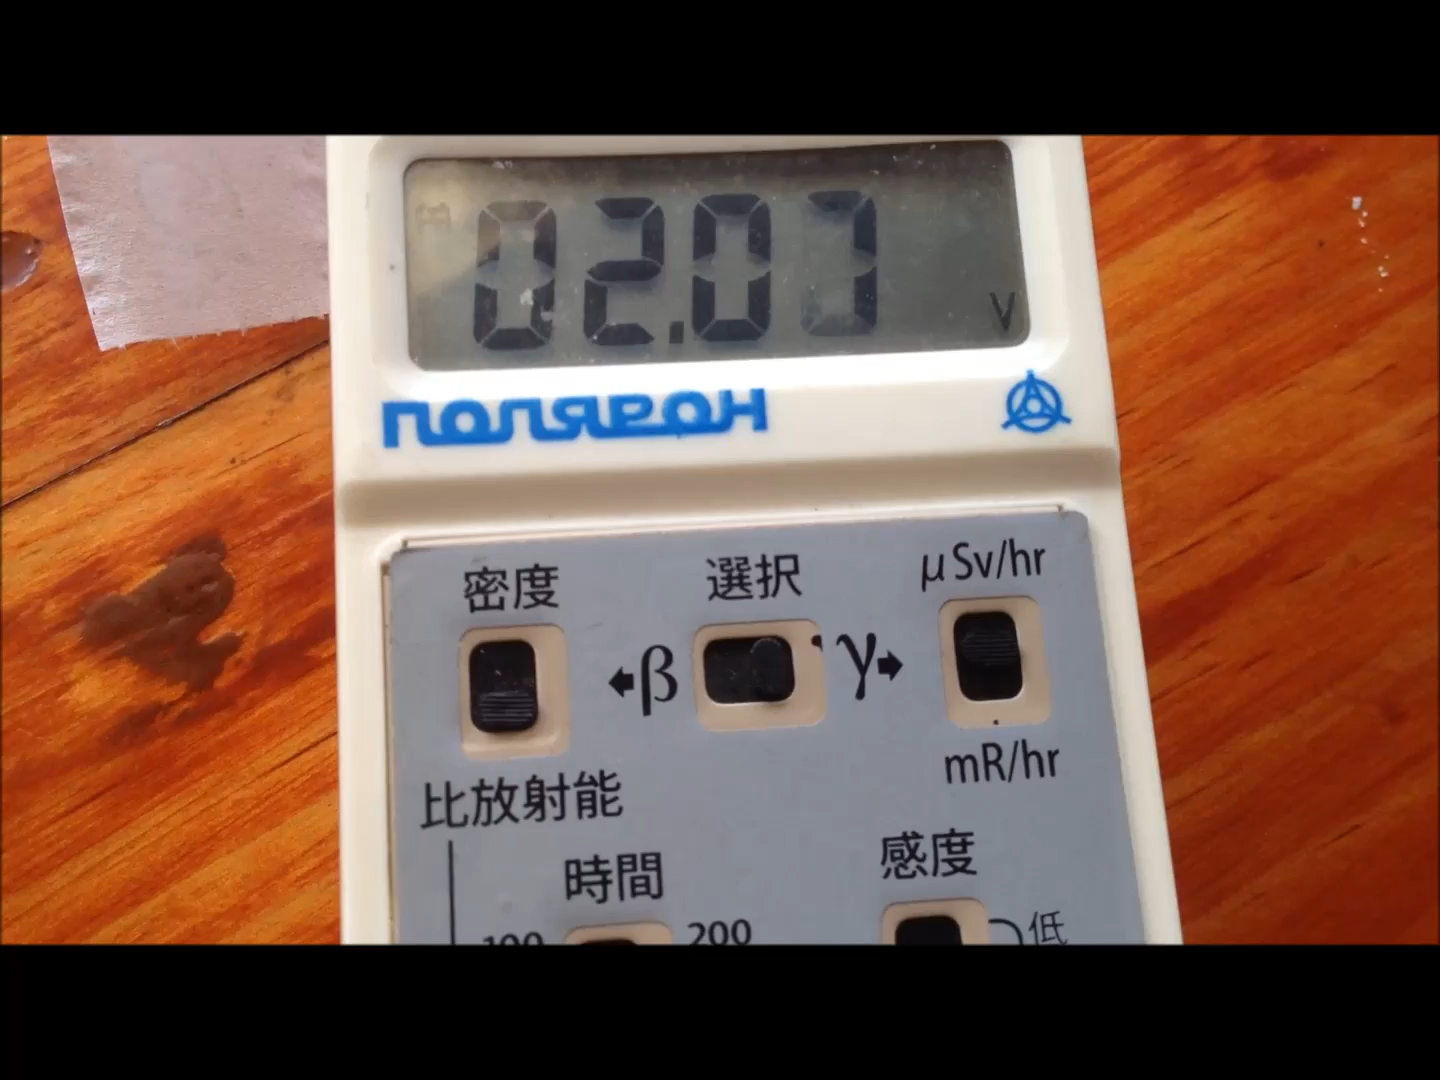 02.07 V
ПОЛЯРОН
密度 選択 μSv/hr
←β γ→
mR/hr
比放射能
時間 感度
100 200 低